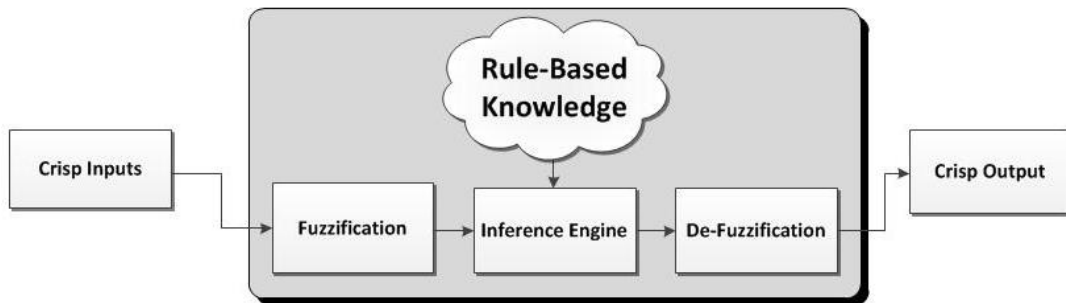 Rule-Based
Knowledge
Crisp Inputs
Crisp Output
Fuzzification
Inference Engine
De-Fuzzification